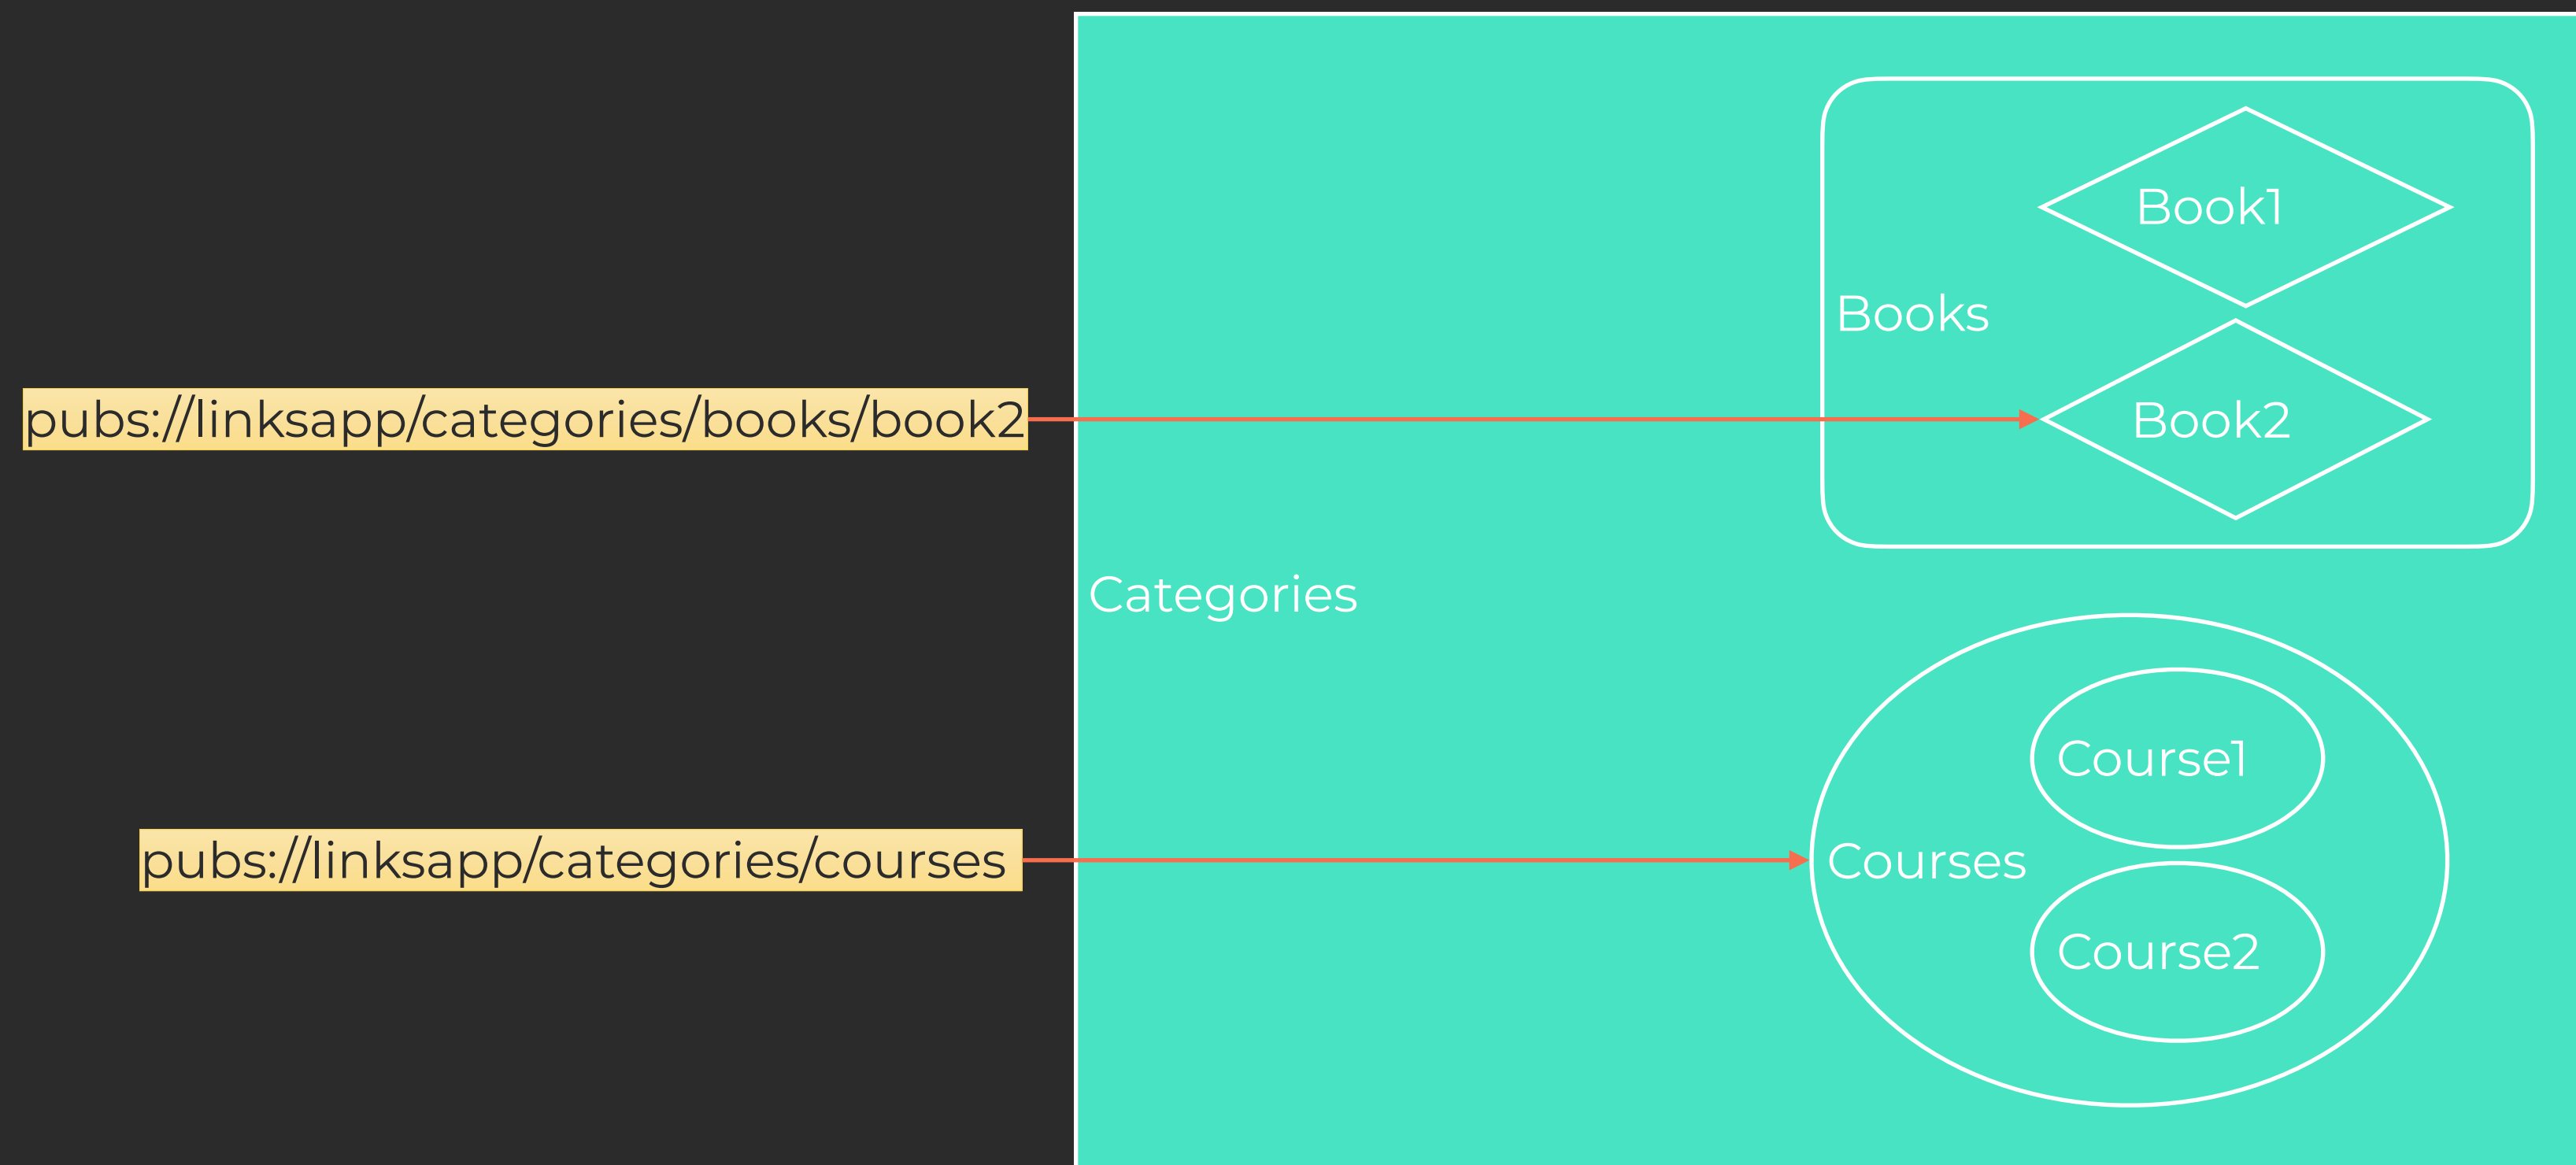 Book1
Books
pubs://linksapp/categories/books/book2
Book2
Categories
Course1
pubs://linksapp/categories/courses
Courses
Course2